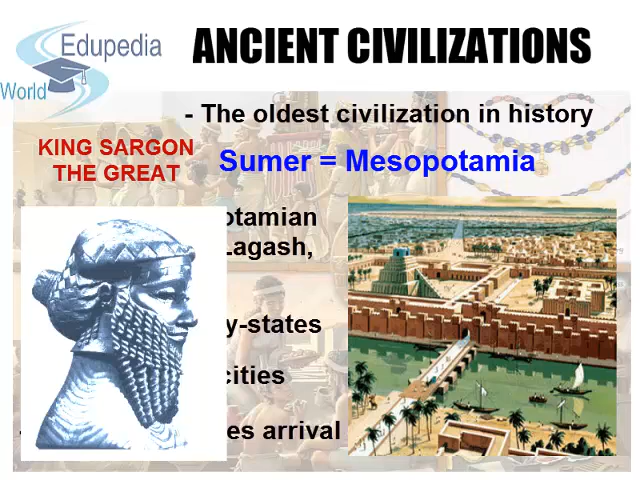 Edupedia
World
ANCIENT CIVILIZATIONS
- The oldest civilization in history
KING SARGON
THE GREAT
Sumer = Mesopotamia
otamian
Lagash,
y-states
cities
es arrival